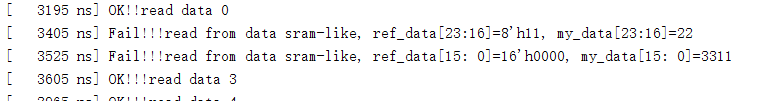 [   3195 ns] OK!!!read data 0
[   3405 ns] Fail!!!read from data sram-like, ref_data[23:16]=8'h11, my_data[23:16]=22
[   3525 ns] Fail!!!read from data sram-like, ref_data[15: 0]=16'h0000, my_data[15: 0]=3311
[   3605 ns] OK!!!read data 3
[   3965 ns] OK!!!read data 4